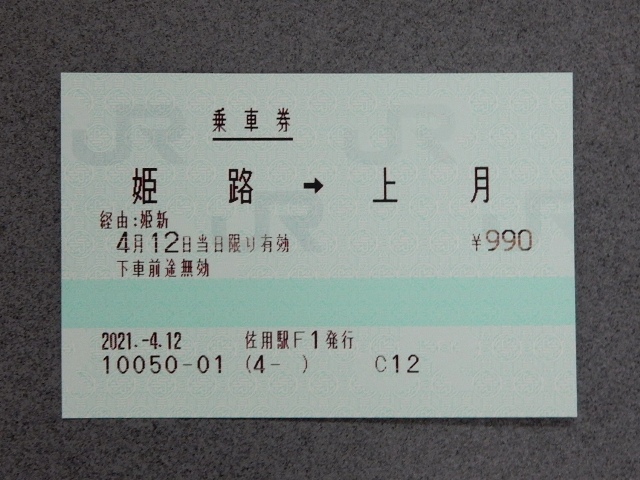 乗車券
姫路→上月
経由:姫新
4月12日当日限り有効 ¥990
下車前途無効
2021.-4.12 佐用駅F1発行
10050-01 (4- ) C12